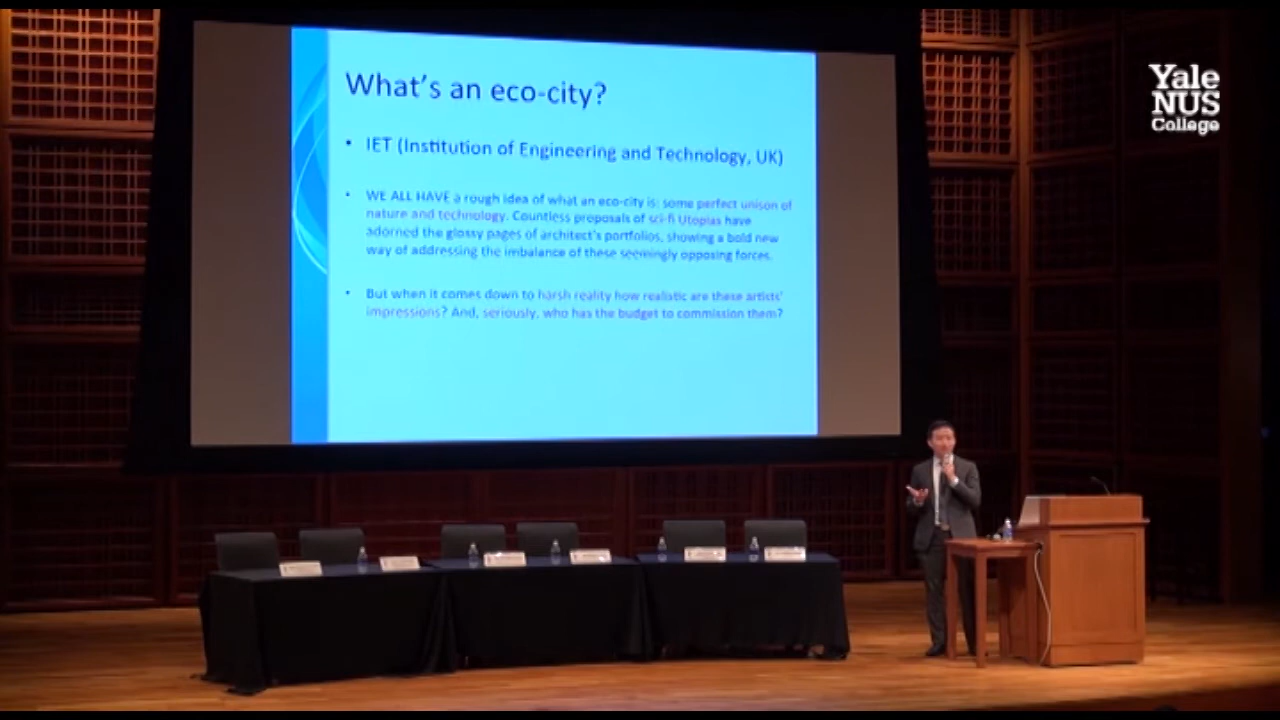 What's an eco-city?
• IET (Institution of Engineering and Technology, UK)
• WE ALL HAVE a rough idea of what an eco-city is: some perfect unison of
nature and technology. Countless proposals of sci-fi Utopias have
adorned the glossy pages of architect's portfolios, showing a bold new
way of addressing the imbalance of these seemingly opposing forces.
• But when it comes down to harsh reality how realistic are these artists'
impressions? And, seriously, who has the budget to commission them?
Yale
NUS
College